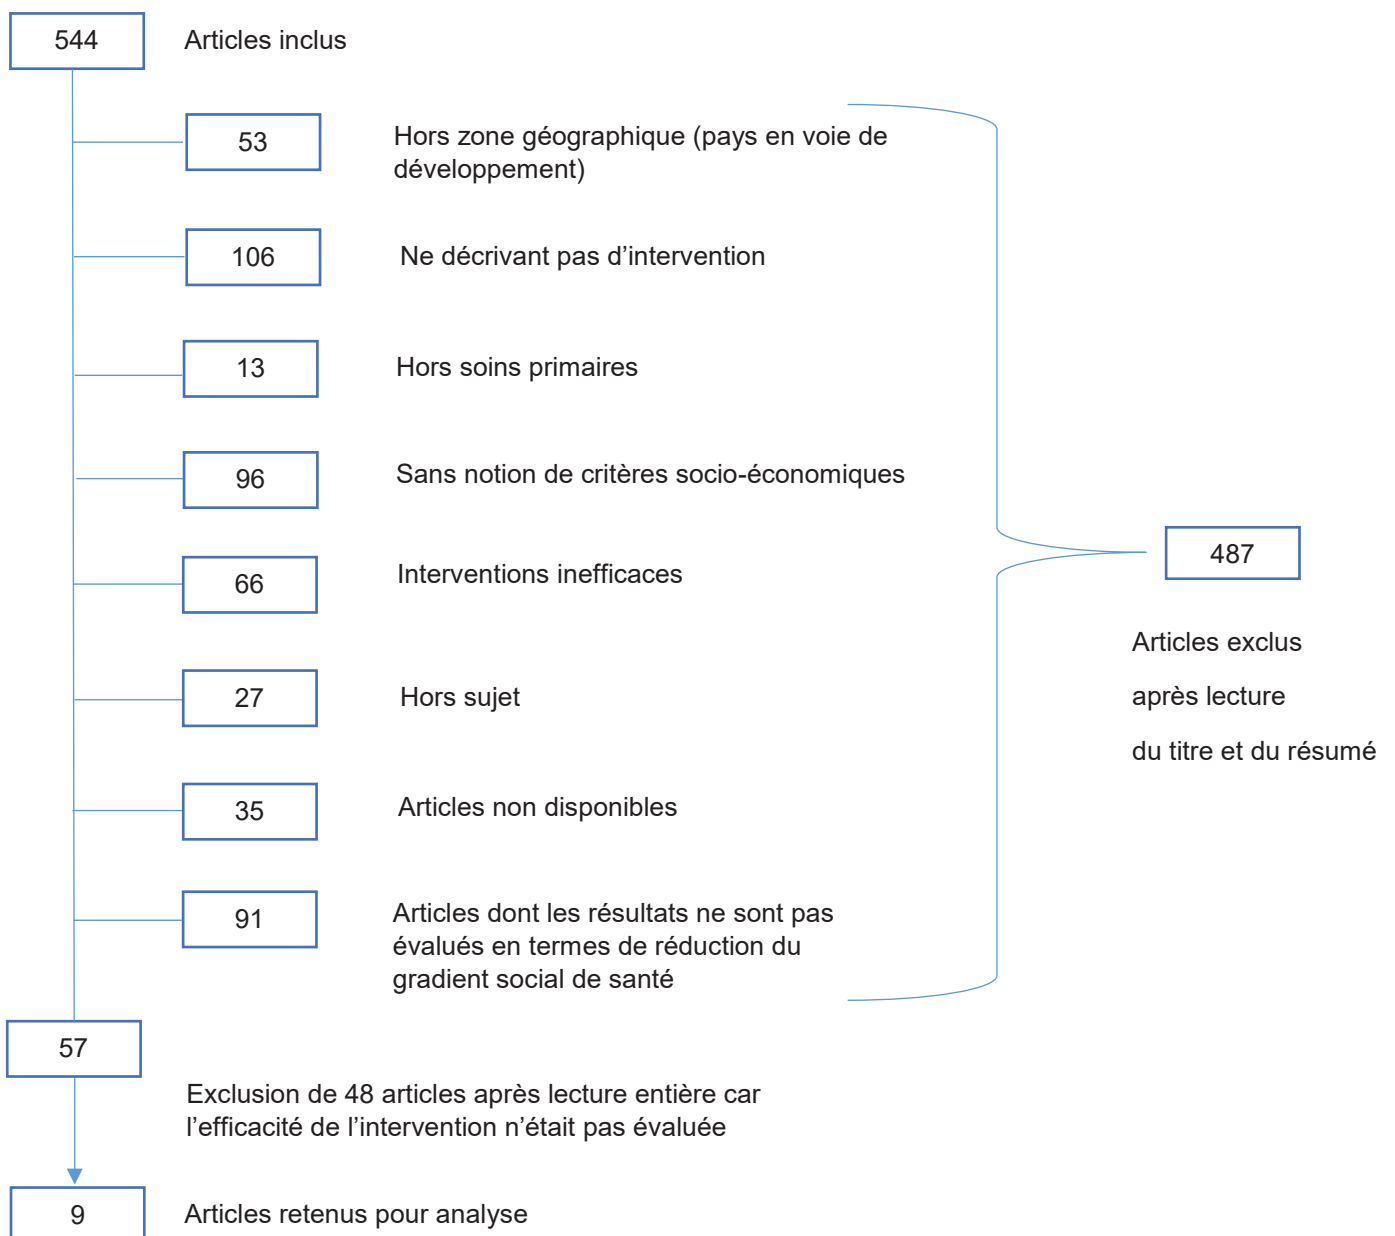 544
Articles inclus
53
Hors zone géographique (pays en voie de
développement)
106
Ne décrivant pas d’intervention
13
Hors soins primaires
96
Sans notion de critères socio-économiques
66
Interventions inefficaces
27
Hors sujet
35
Articles non disponibles
91
Articles dont les résultats ne sont pas
évalués en termes de réduction du
gradient social de santé
487
Articles exclus
après lecture
du titre et du résumé
57
Exclusion de 48 articles après lecture entière car
l’efficacité de l’intervention n’était pas évaluée
9
Articles retenus pour analyse